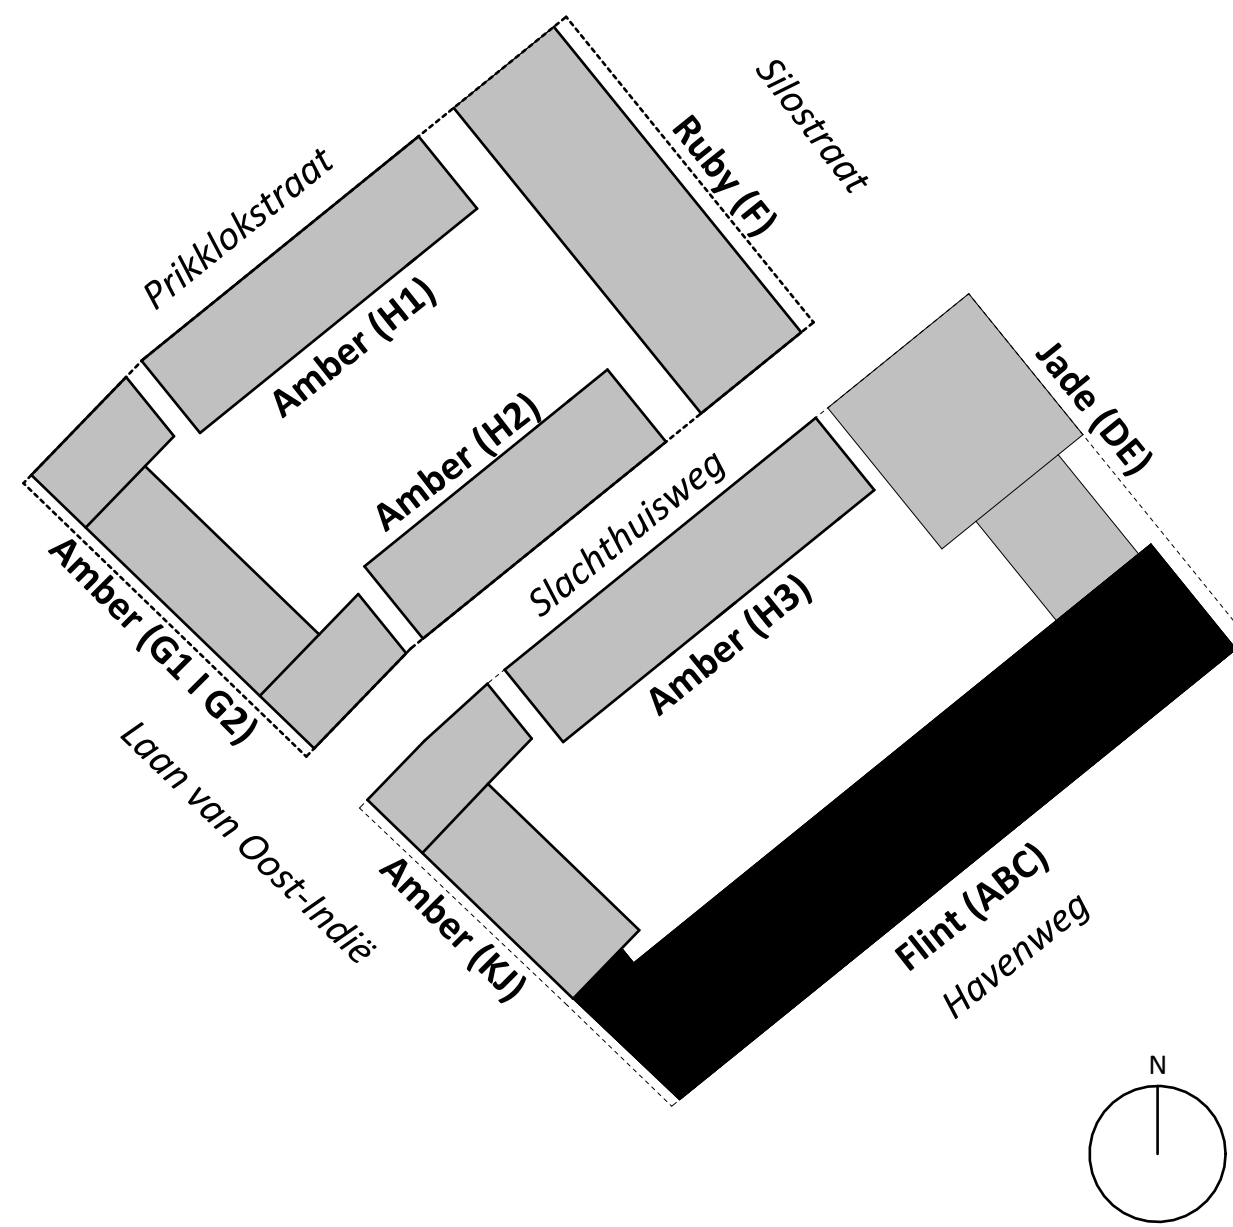 Silostraat
Ruby (F)
Prikklokstraat
Amber (H1)
Jade (DE)
Amber (H2)
Slachthuisweg
Amber (H3)
Amber (G1 I G2)
Laan van Oost-Indië
Amber (KJ)
Flint (ABC)
Havenweg
N